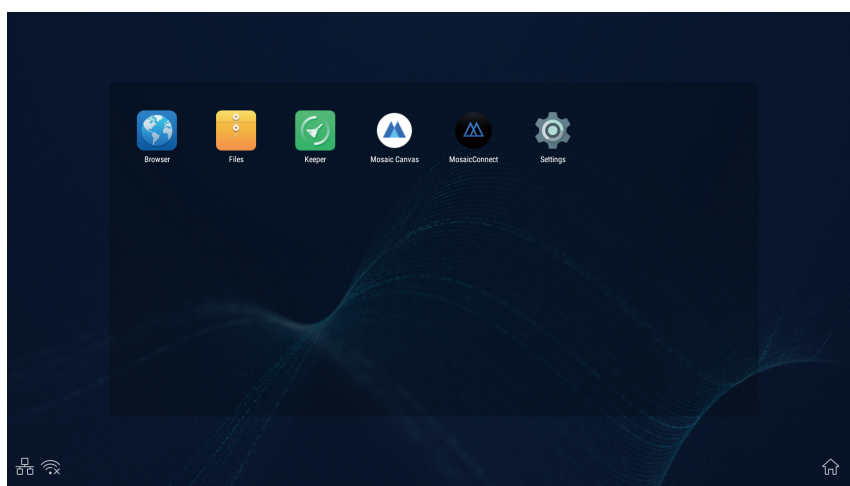 Browser
Files
Keeper
Mosaic Canvas
MosaicConnect
Settings